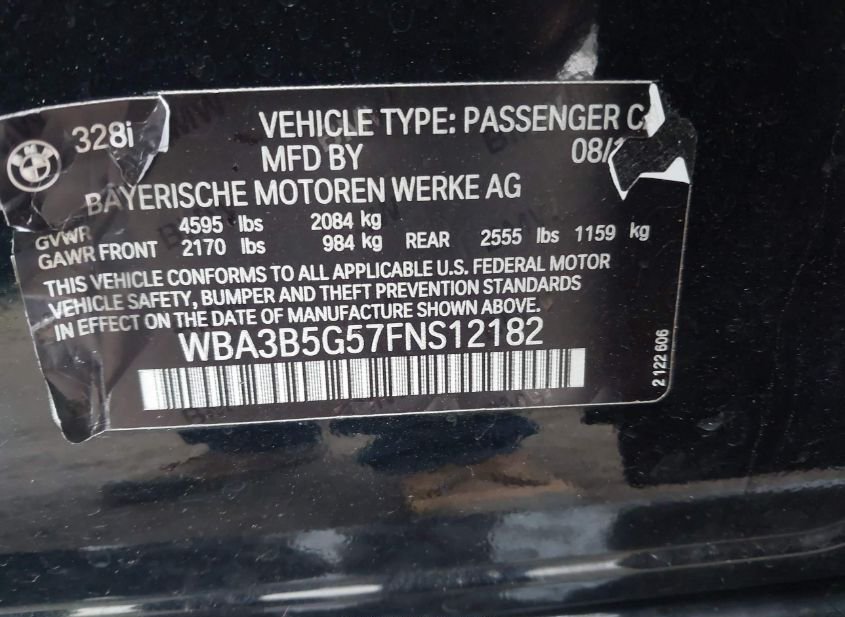 328i
VEHICLE TYPE: PASSENGER
MFD BY
BAYERISCHE MOTOREN WERKE AG
GVWR 4595 lbs 2084 kg
GAWR FRONT 2170 lbs 984 kg REAR 2555 lbs 1159 kg
THIS VEHICLE CONFORMS TO ALL APPLICABLE U.S. FEDERAL MOTOR
VEHICLE SAFETY, BUMPER AND THEFT PREVENTION STANDARDS
IN EFFECT ON THE DATE OF MANUFACTURE SHOWN ABOVE.
WBA3B5G57FNS12182
2 122 606